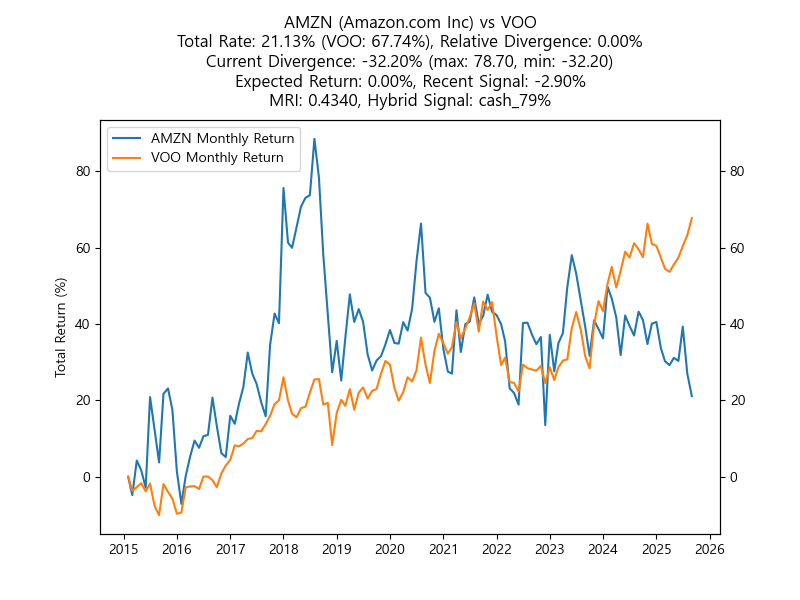 AMZN (Amazon.com Inc) vs VOO
Total Rate: 21.13% (VOO: 67.74%), Relative Divergence: 0.00%
Current Divergence: -32.20% (max: 78.70, min: -32.20)
Expected Return: 0.00%, Recent Signal: -2.90%
MRI: 0.4340, Hybrid Signal: cash_79%
AMZN Monthly Return
VOO Monthly Return
Total Return (%)
80
60
40
20
0
80
60
40
20
0
2015 2016 2017 2018 2019 2020 2021 2022 2023 2024 2025 2026